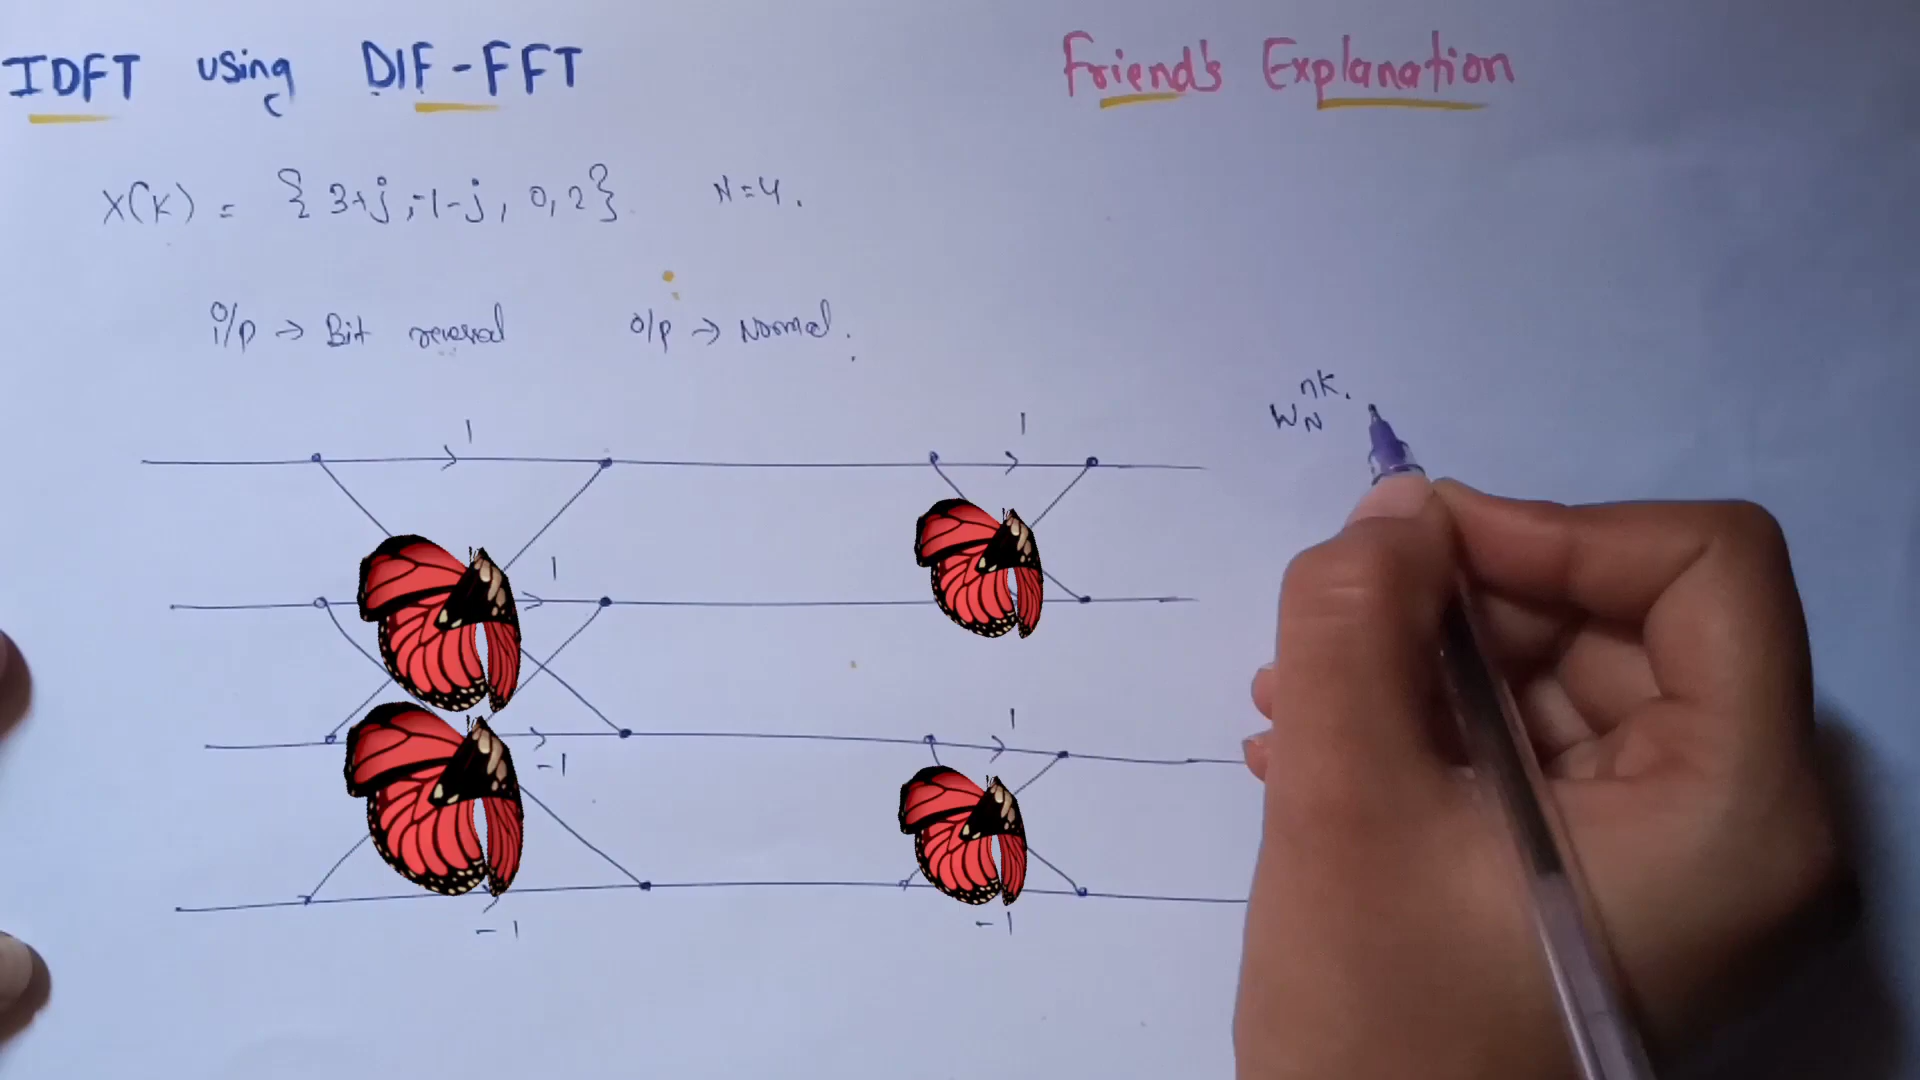 IDFT using DIF-FFT
Friend's Explanation
X(K) = {3+j, -1-j, 0, 2} N=4.
i/p → Bit reversal o/p → Normal.
W_N^nk.
1
1
1
1
-1
-1
-1